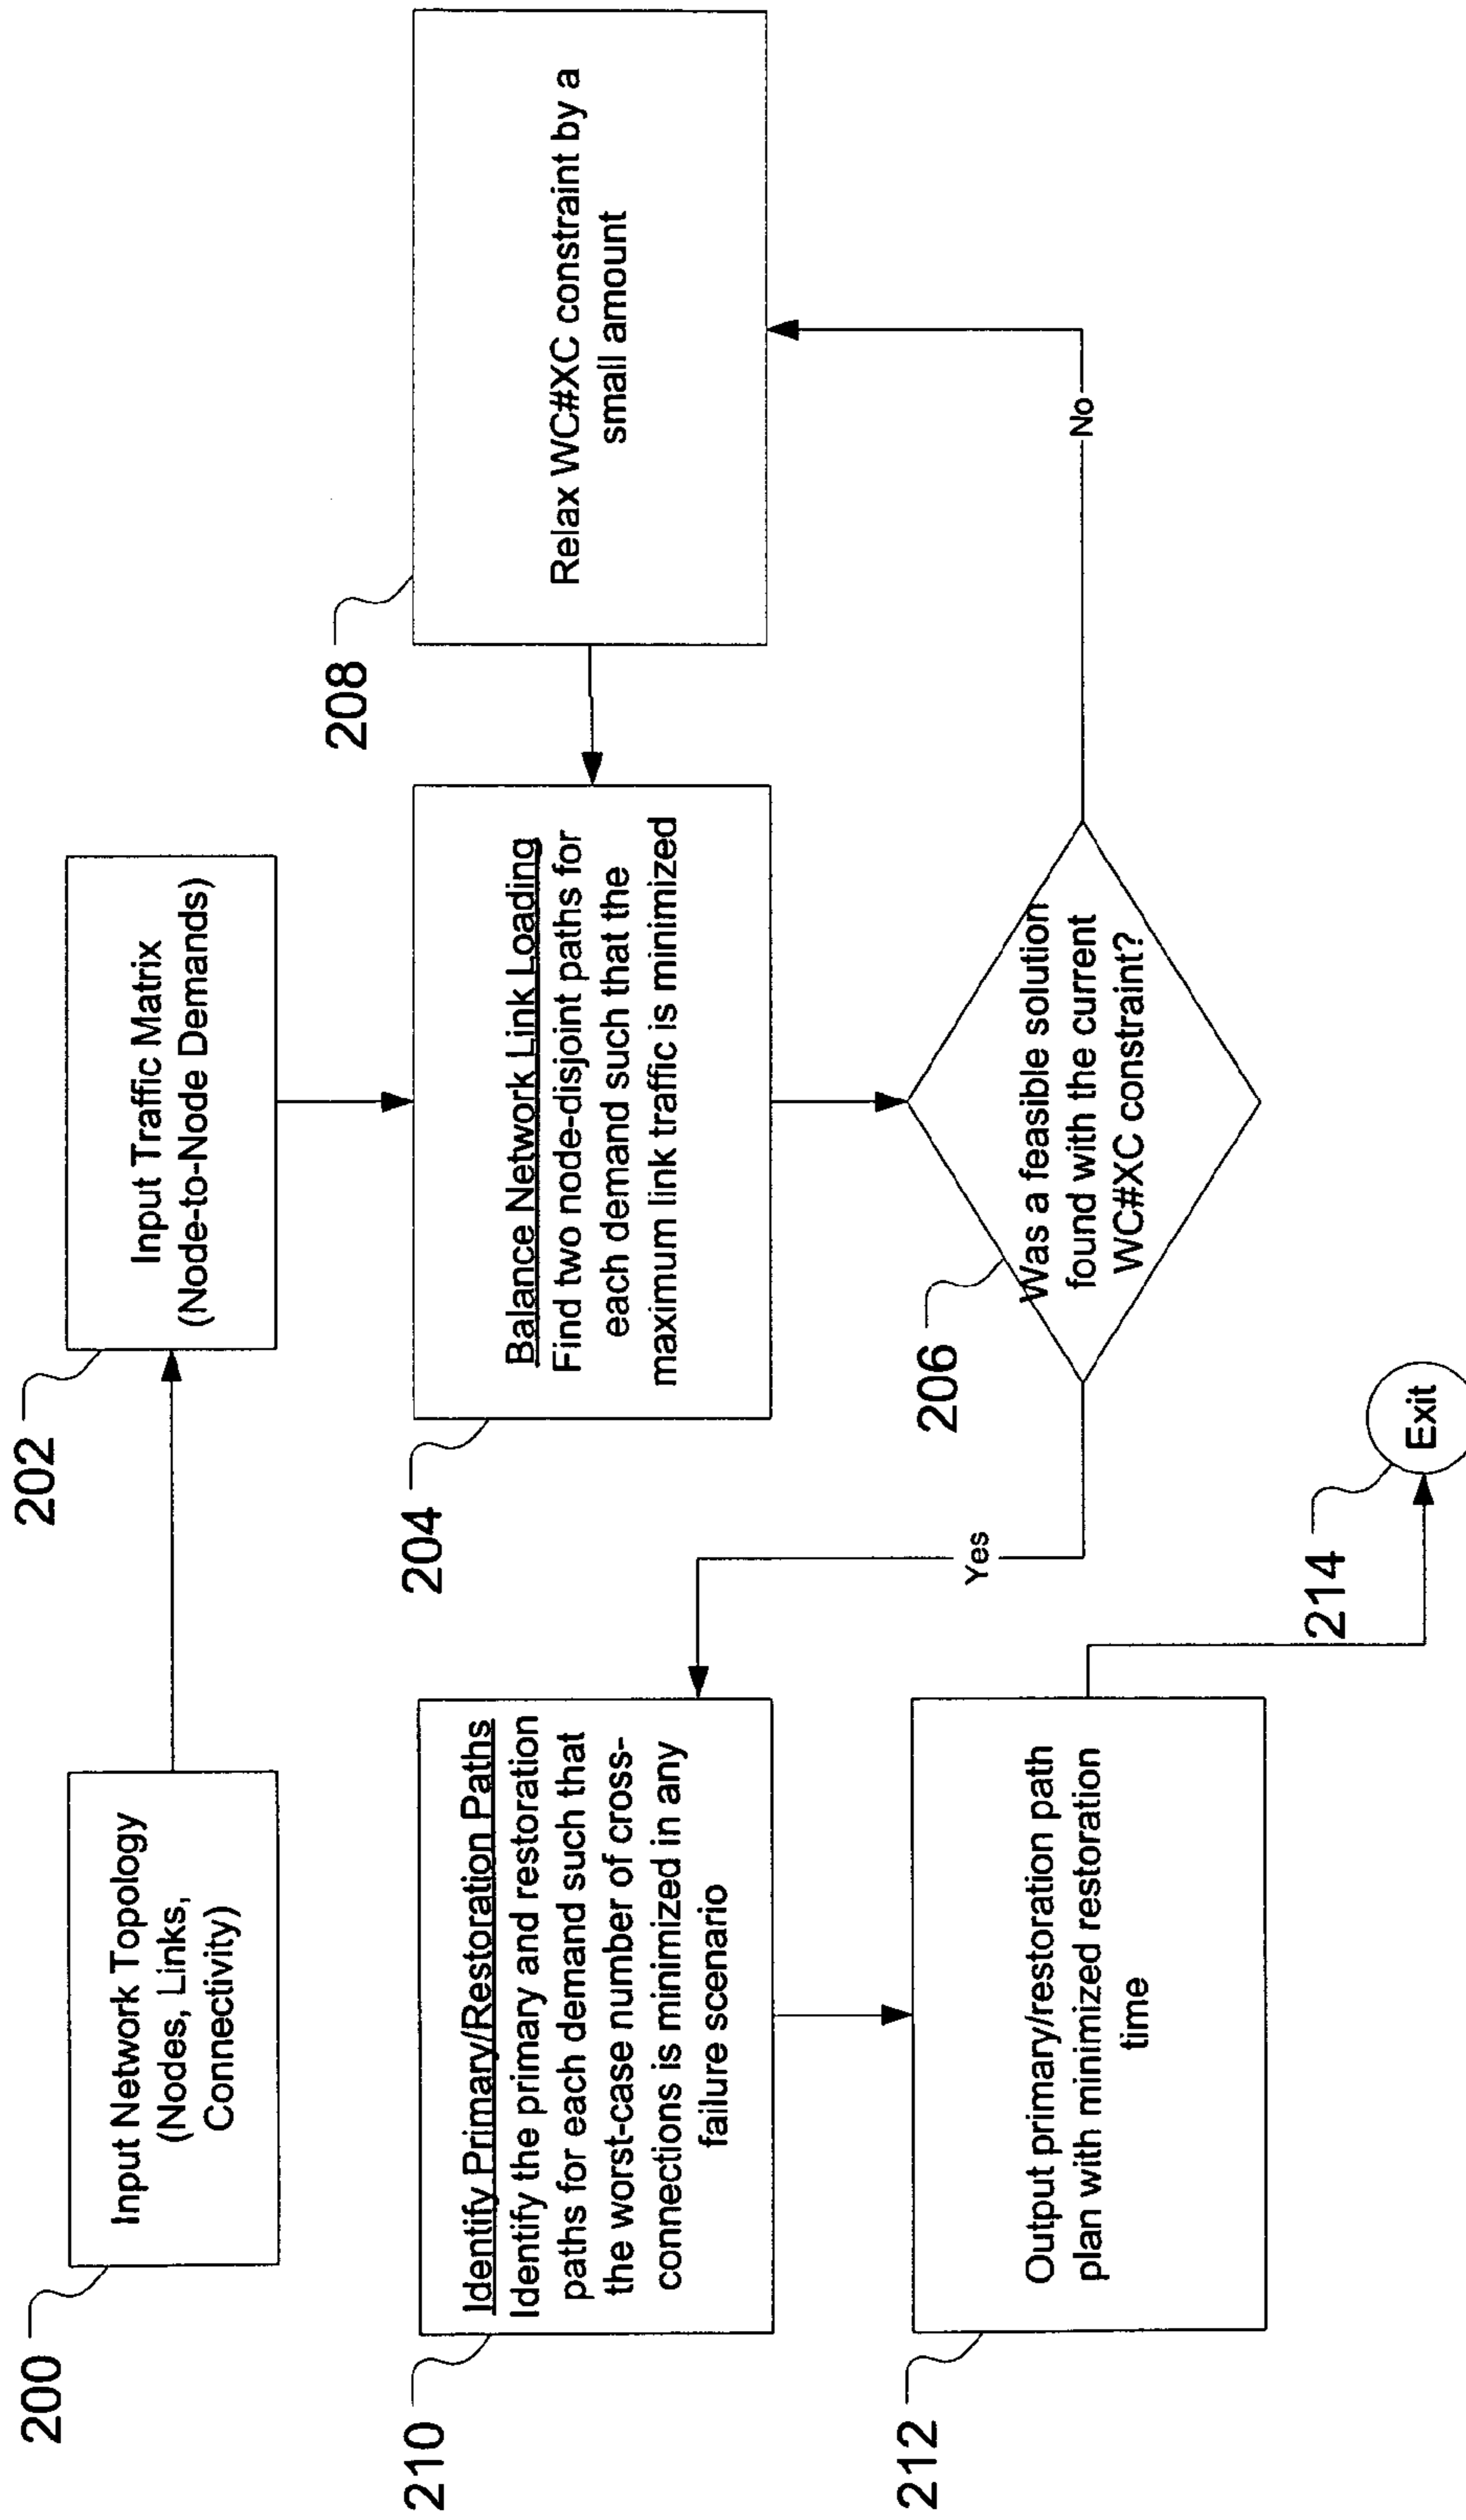 200
Input Network Topology
(Nodes, Links,
Connectivity)
202
Input Traffic Matrix
(Node-to-Node Demands)
204
Balance Network Link Loading
Find two node-disjoint paths for
each demand such that the
maximum link traffic is minimized
208
Relax WC#XC constraint by a
small amount
206
Was a feasible solution
found with the current
WC#XC constraint?
No
Yes
210
Identify Primary/Restoration Paths
Identify the primary and restoration
paths for each demand such that
the worst-case number of cross-
connections is minimized in any
failure scenario
212
Output primary/restoration path
plan with minimized restoration
time
214
Exit